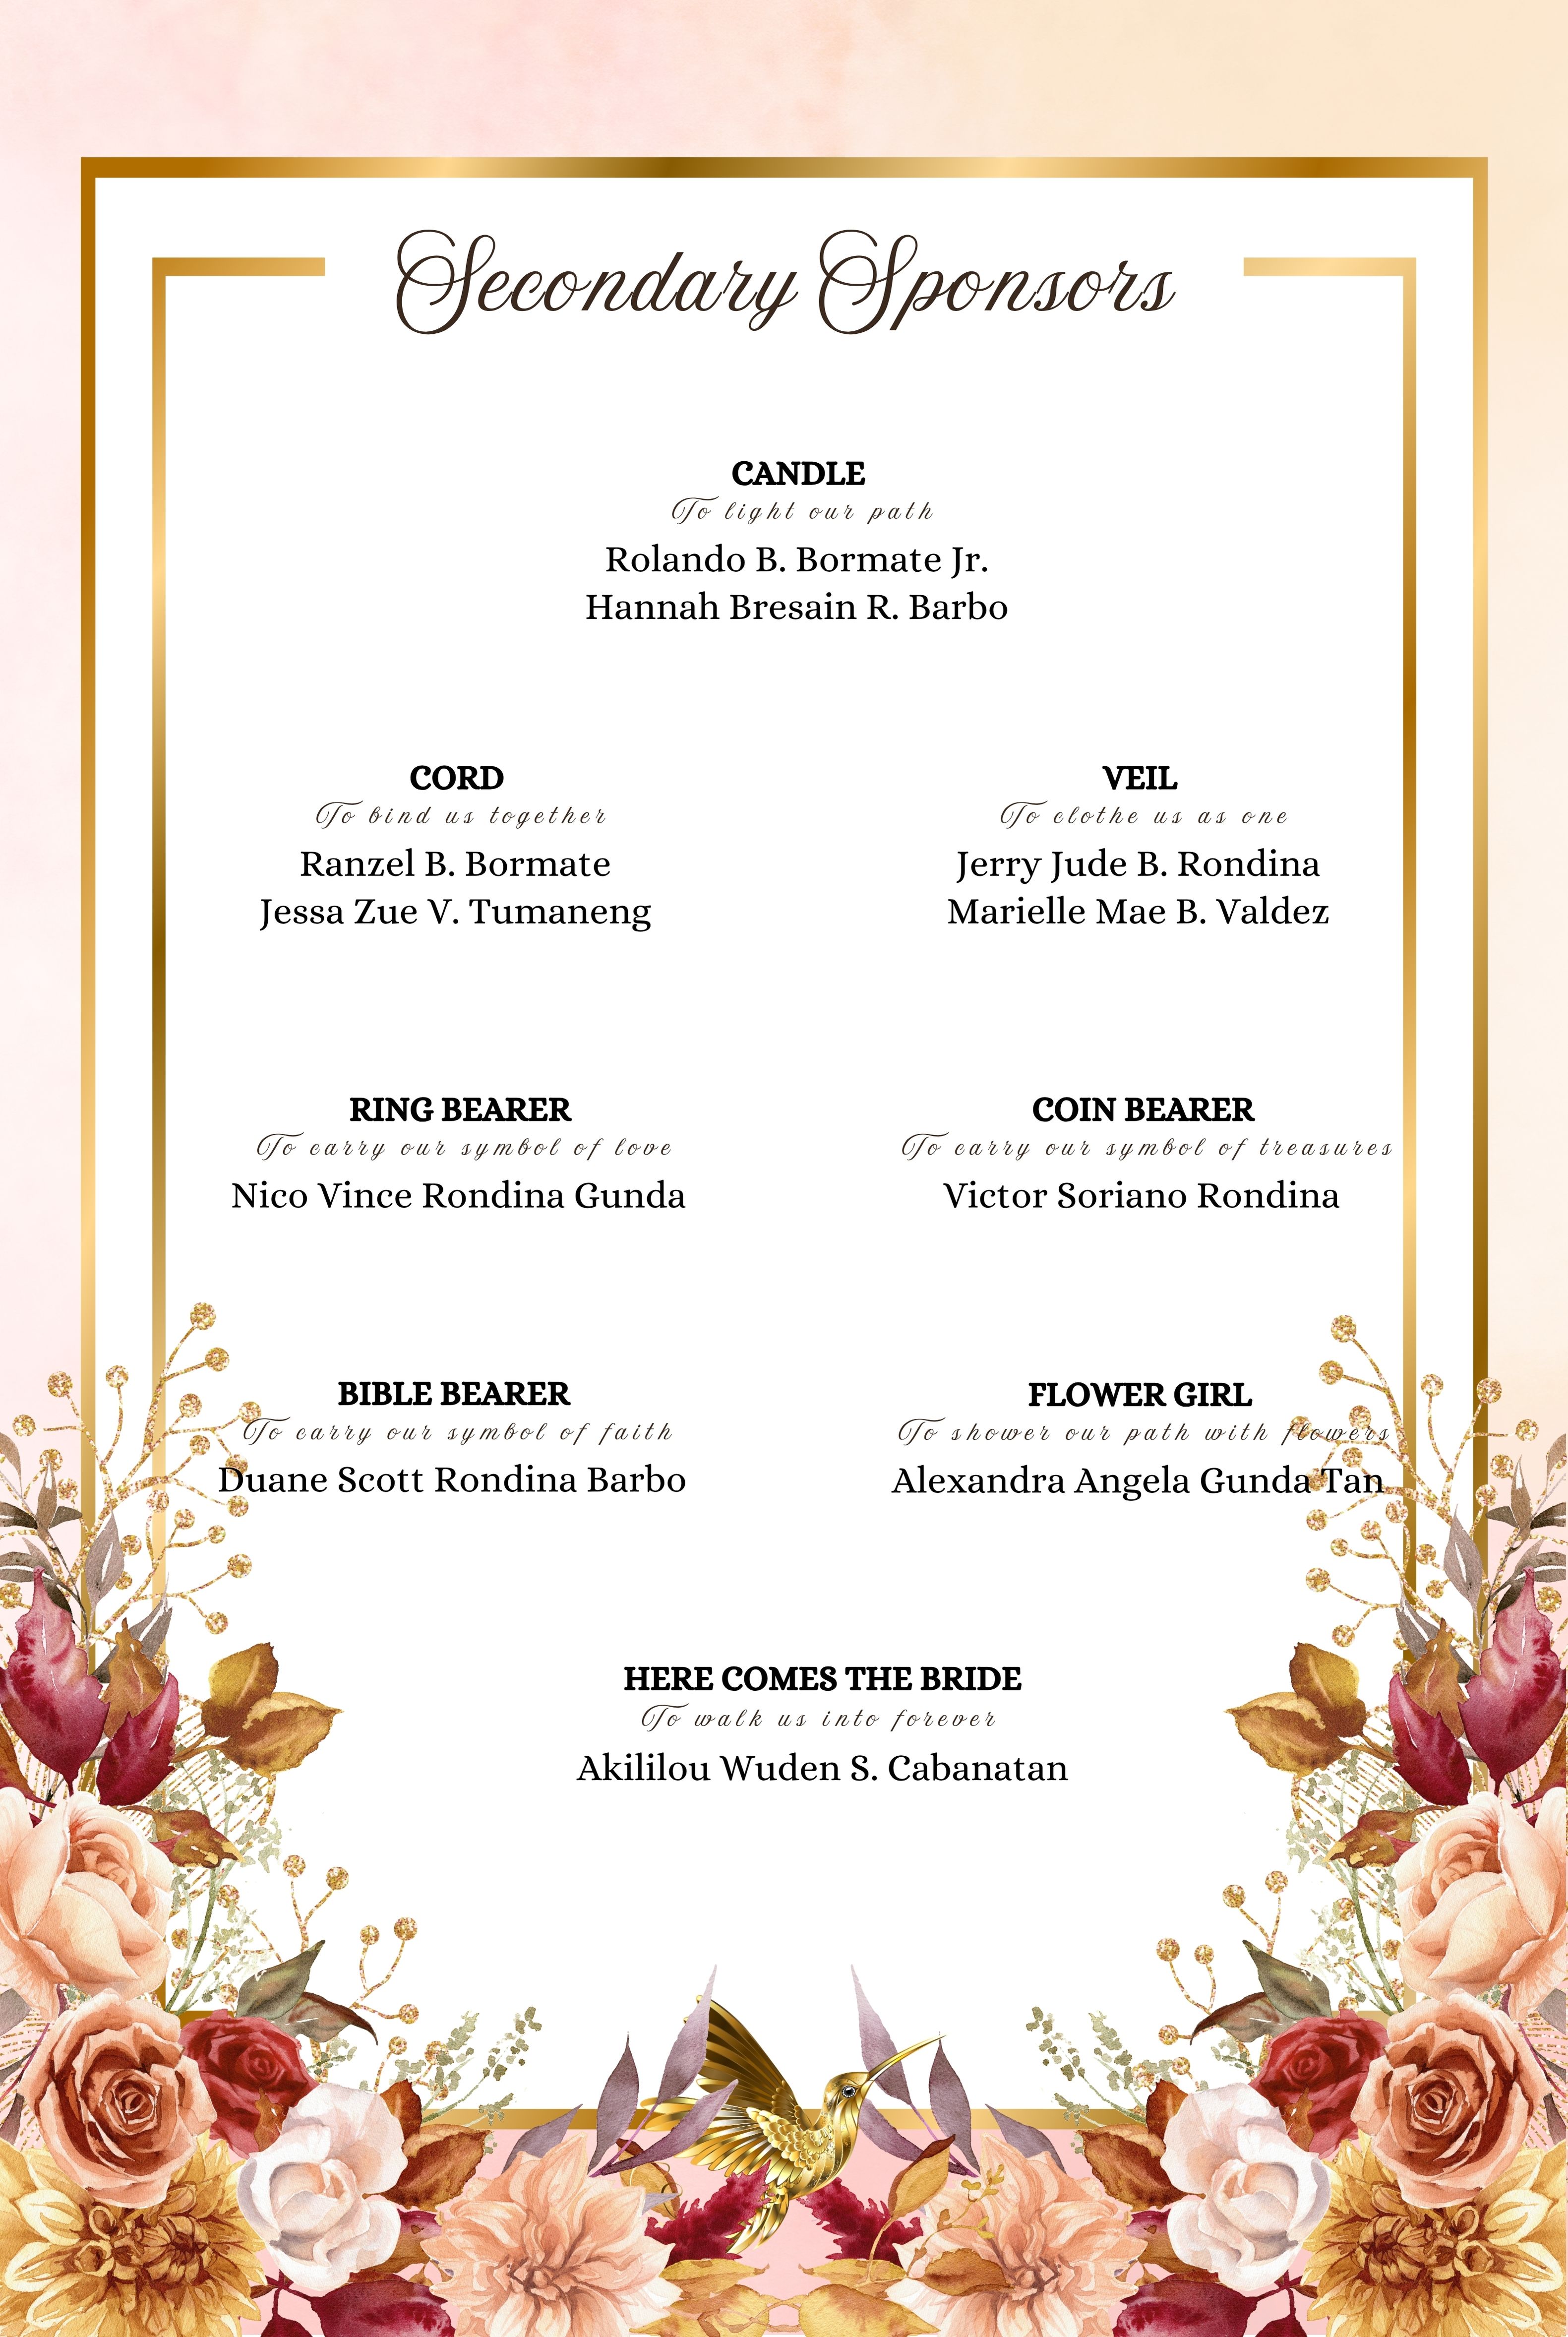 Secondary Sponsors
CANDLE
To light our path
Rolando B. Bormate Jr.
Hannah Bresain R. Barbo
CORD
To bind us together
Ranzel B. Bormate
Jessa Zue V. Tumaneng
VEIL
To clothe us as one
Jerry Jude B. Rondina
Marielle Mae B. Valdez
RING BEARER
To carry our symbol of love
Nico Vince Rondina Gunda
COIN BEARER
To carry our symbol of treasures
Victor Soriano Rondina
BIBLE BEARER
To carry our symbol of faith
Duane Scott Rondina Barbo
FLOWER GIRL
To shower our path with flowers
Alexandra Angela Gunda Tan
HERE COMES THE BRIDE
To walk us into forever
Akililou Wuden S. Cabanatan